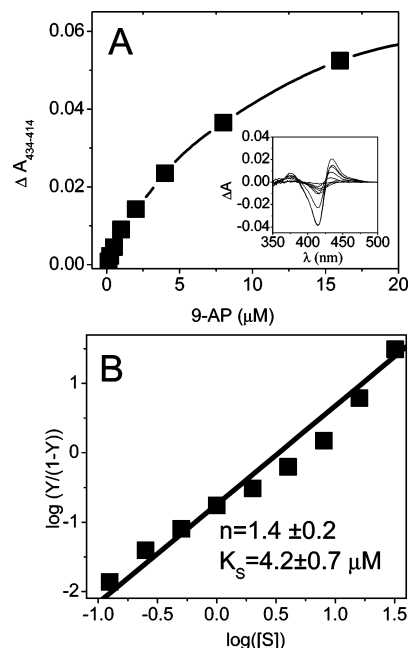 A
0.06
0.04
0.02
0.00
Δ A434-414
0.04
0.02
0.00
-0.02
-0.04
ΔA
350 400 450 500
λ (nm)
0 5 10 15 20
9-AP (μM)
B
1
0
-1
-2
log (Y/(1-Y)
n=1.4 ±0.2
KS=4.2±0.7 μM
-1.0 -0.5 0.0 0.5 1.0 1.5
log([S])